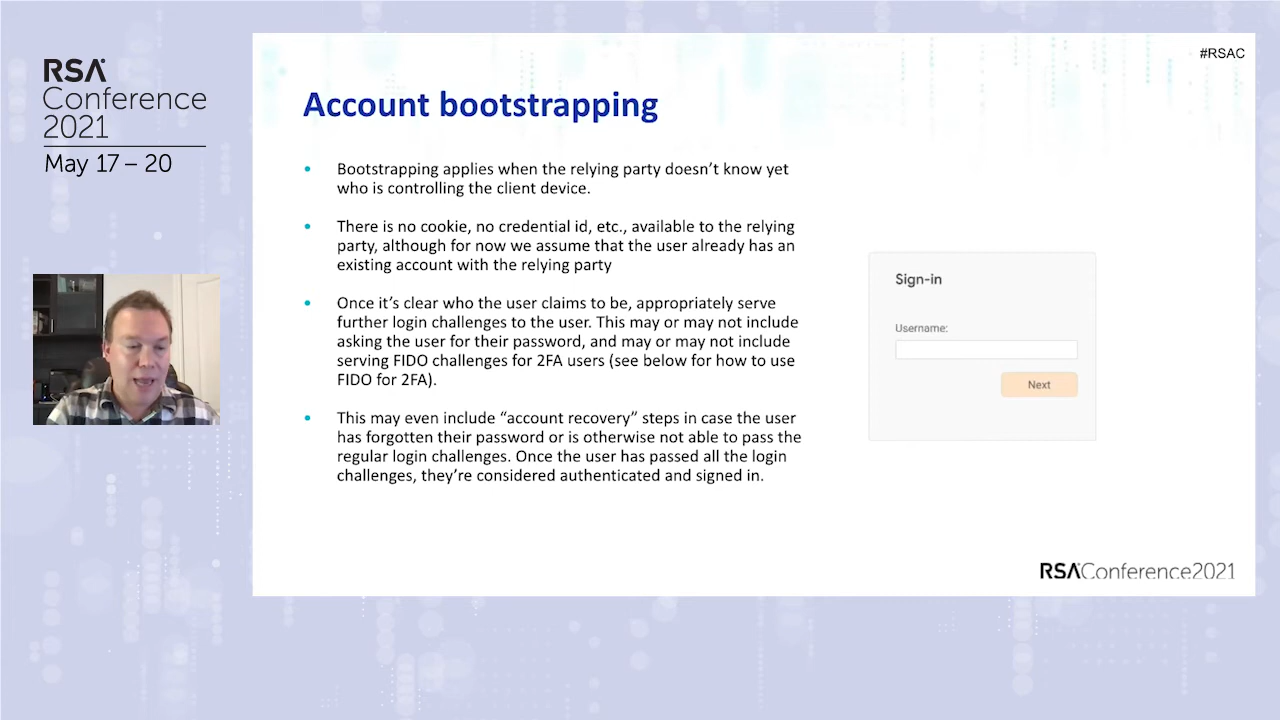 RSA
Conference
2021
May 17 – 20
#RSAC
Account bootstrapping
• Bootstrapping applies when the relying party doesn’t know yet
who is controlling the client device.
• There is no cookie, no credential id, etc., available to the relying
party, although for now we assume that the user already has an
existing account with the relying party
• Once it’s clear who the user claims to be, appropriately serve
further login challenges to the user. This may or may not include
asking the user for their password, and may or may not include
serving FIDO challenges for 2FA users (see below for how to use
FIDO for 2FA).
• This may even include “account recovery” steps in case the user
has forgotten their password or is otherwise not able to pass the
regular login challenges. Once the user has passed all the login
challenges, they’re considered authenticated and signed in.
Sign-in
Username:
Next
RSAConference2021